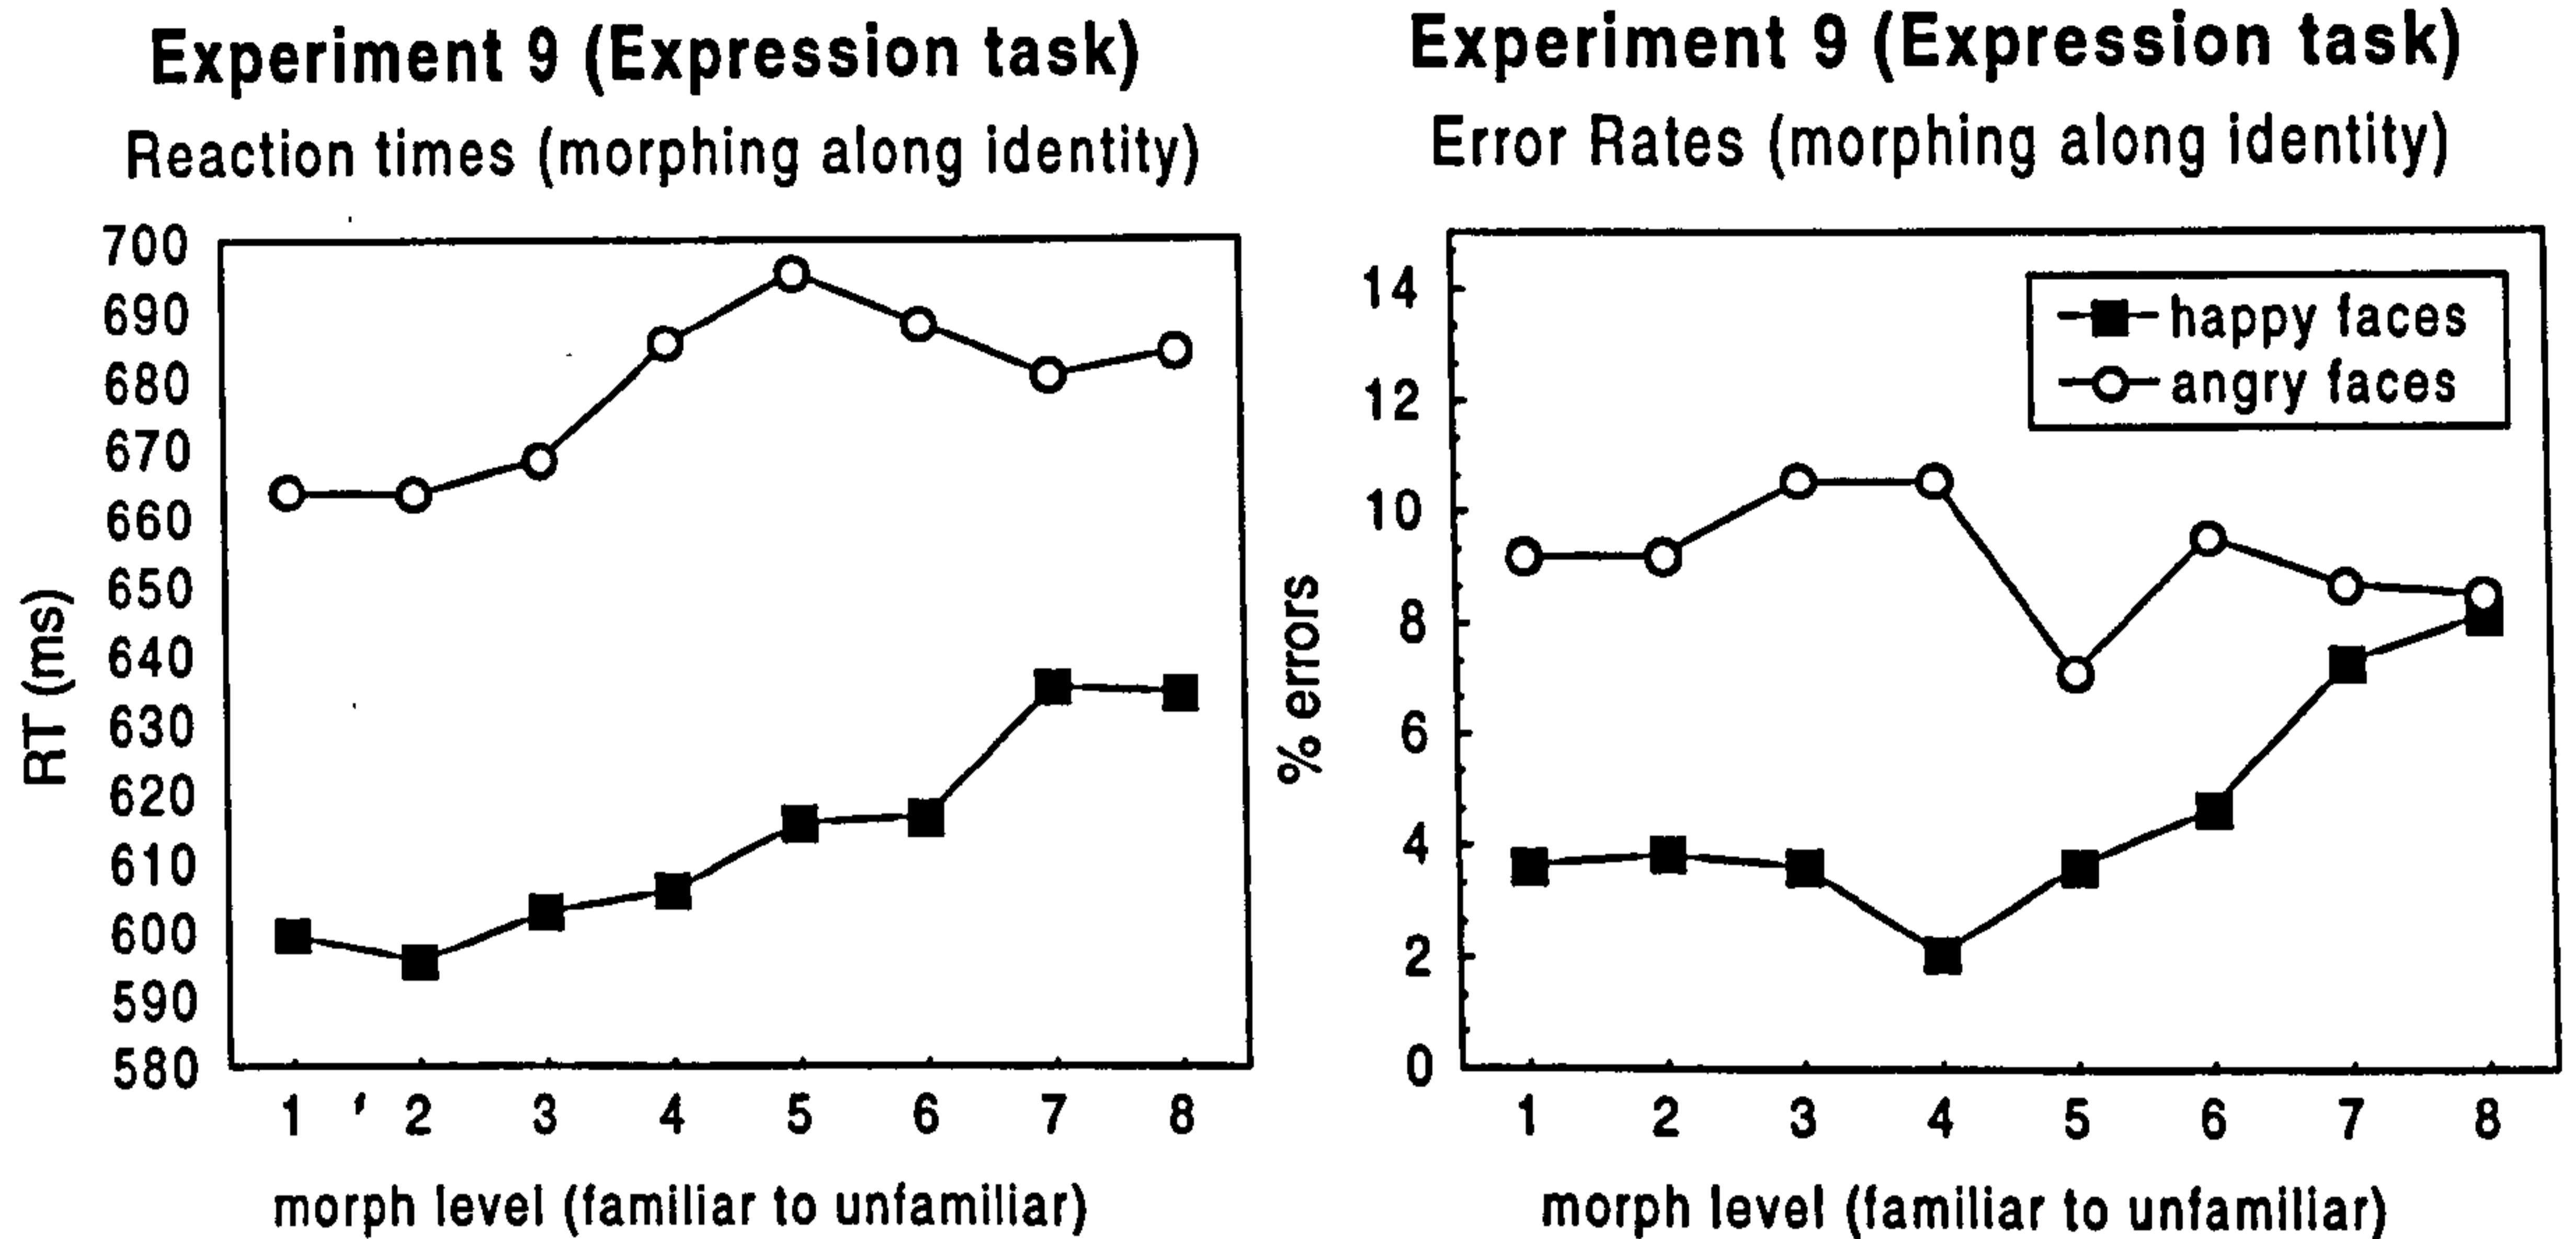 Experiment 9 (Expression task)
Reaction times (morphing along identity)
700
690
680
670
660
650
640
630
620
610
600
590
580
RT (ms)
1 2 3 4 5 6 7 8
morph level (familiar to unfamiliar)
Experiment 9 (Expression task)
Error Rates (morphing along identity)
14
12
10
8
6
4
2
0
% errors
happy faces
angry faces
1 2 3 4 5 6 7 8
morph level (familiar to unfamiliar)